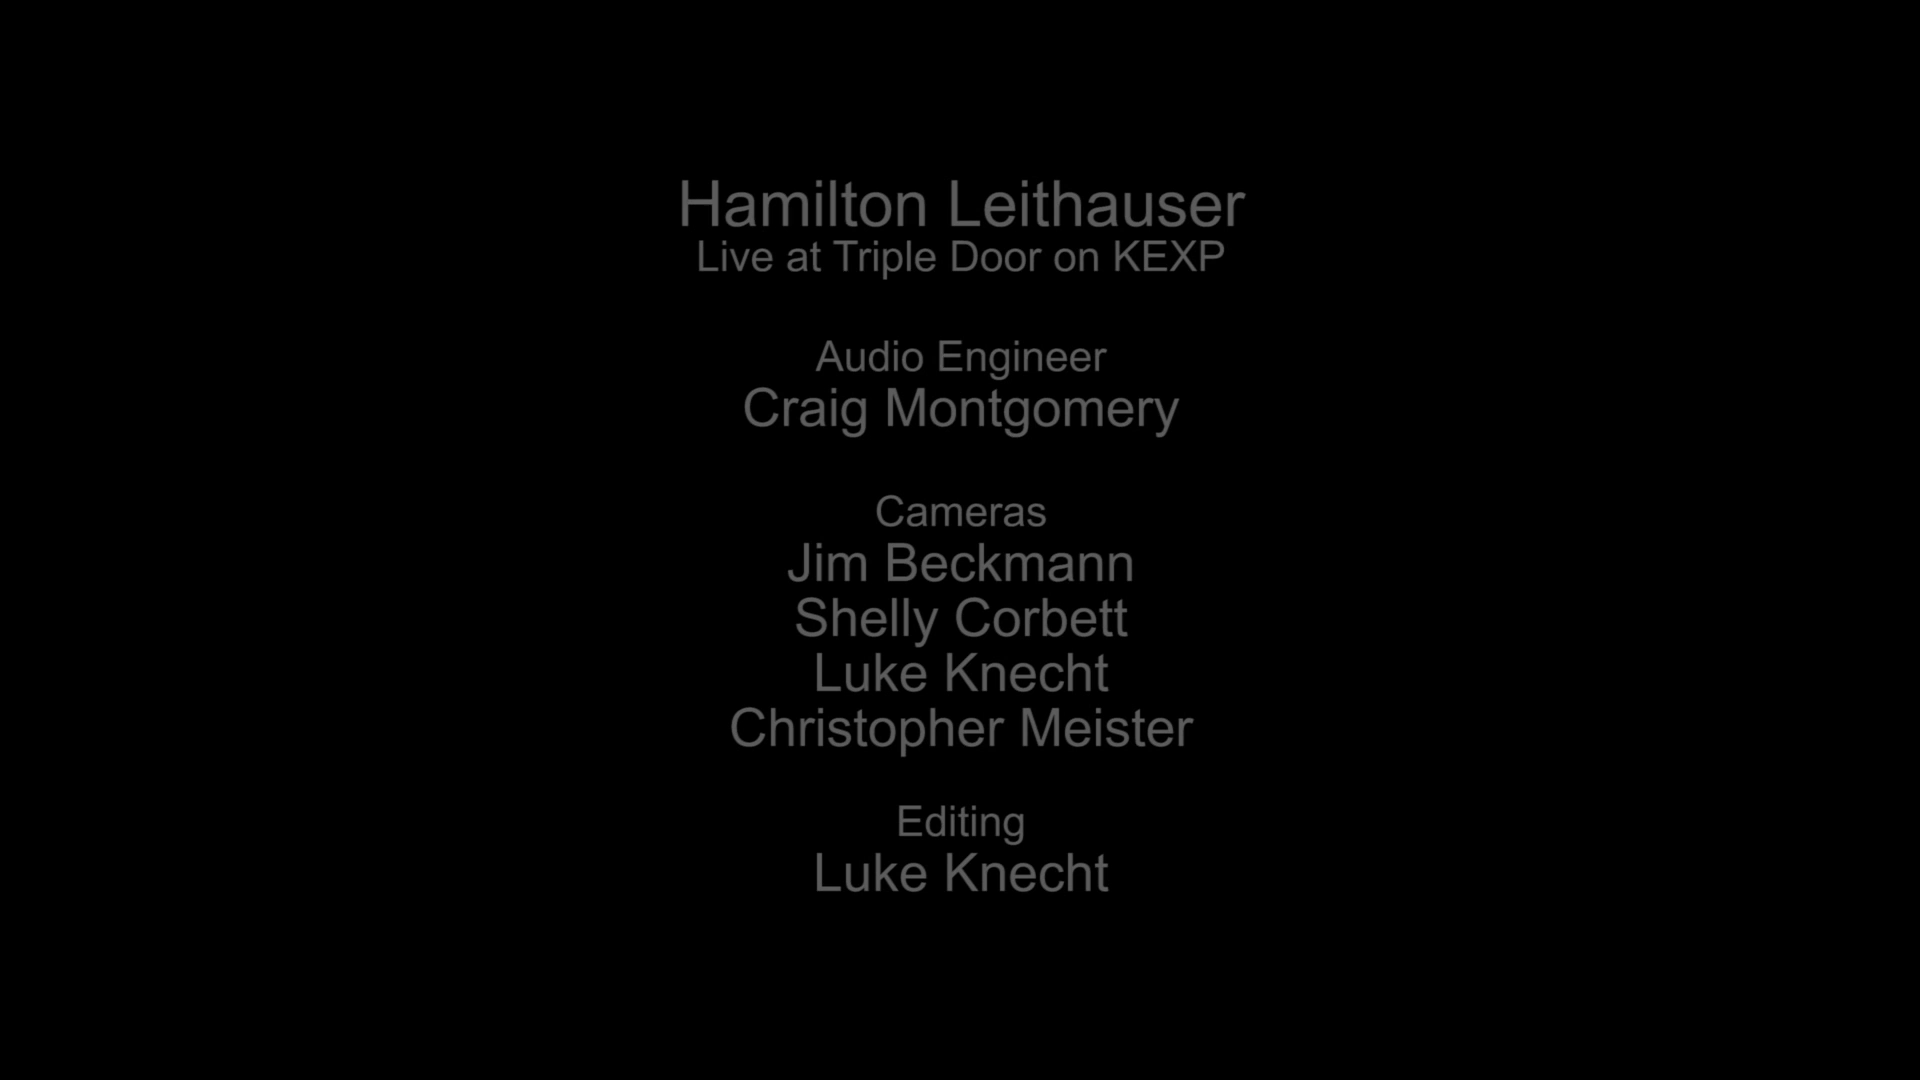 Hamilton Leithauser
Live at Triple Door on KEXP
Audio Engineer
Craig Montgomery
Cameras
Jim Beckmann
Shelly Corbett
Luke Knecht
Christopher Meister
Editing
Luke Knecht